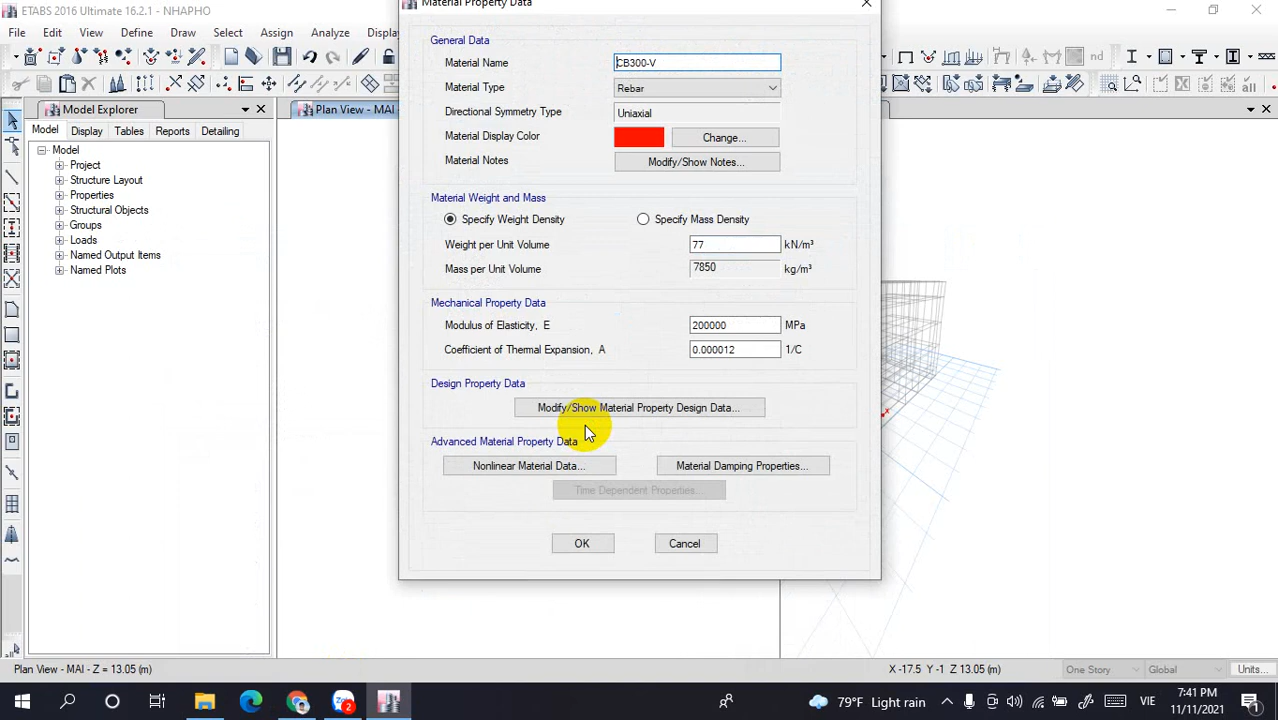 ETABS 2016 Ultimate 16.2.1 - NHAPHO
File Edit View Define Draw Select Assign Analyze Display
Model Explorer
Model Display Tables Reports Detailing
Model
Project
Structure Layout
Properties
Structural Objects
Groups
Loads
Named Output Items
Named Plots
Plan View - MAI -
Material Property Data
General Data
Material Name CB300-V
Material Type Rebar
Directional Symmetry Type Uniaxial
Material Display Color Change...
Material Notes Modify/Show Notes...
Material Weight and Mass
Specify Weight Density Specify Mass Density
Weight per Unit Volume 77 kN/m³
Mass per Unit Volume 7850 kg/m³
Mechanical Property Data
Modulus of Elasticity, E 200000 MPa
Coefficient of Thermal Expansion, A 0.000012 1/C
Design Property Data
Modify/Show Material Property Design Data...
Advanced Material Property Data
Nonlinear Material Data... Material Damping Properties...
Time Dependent Properties...
OK Cancel
Plan View - MAI - Z = 13.05 (m) X -17.5 Y -1 Z 13.05 (m) One Story Global Units...
2 79°F Light rain VIE 7:41 PM
11/11/2021 1